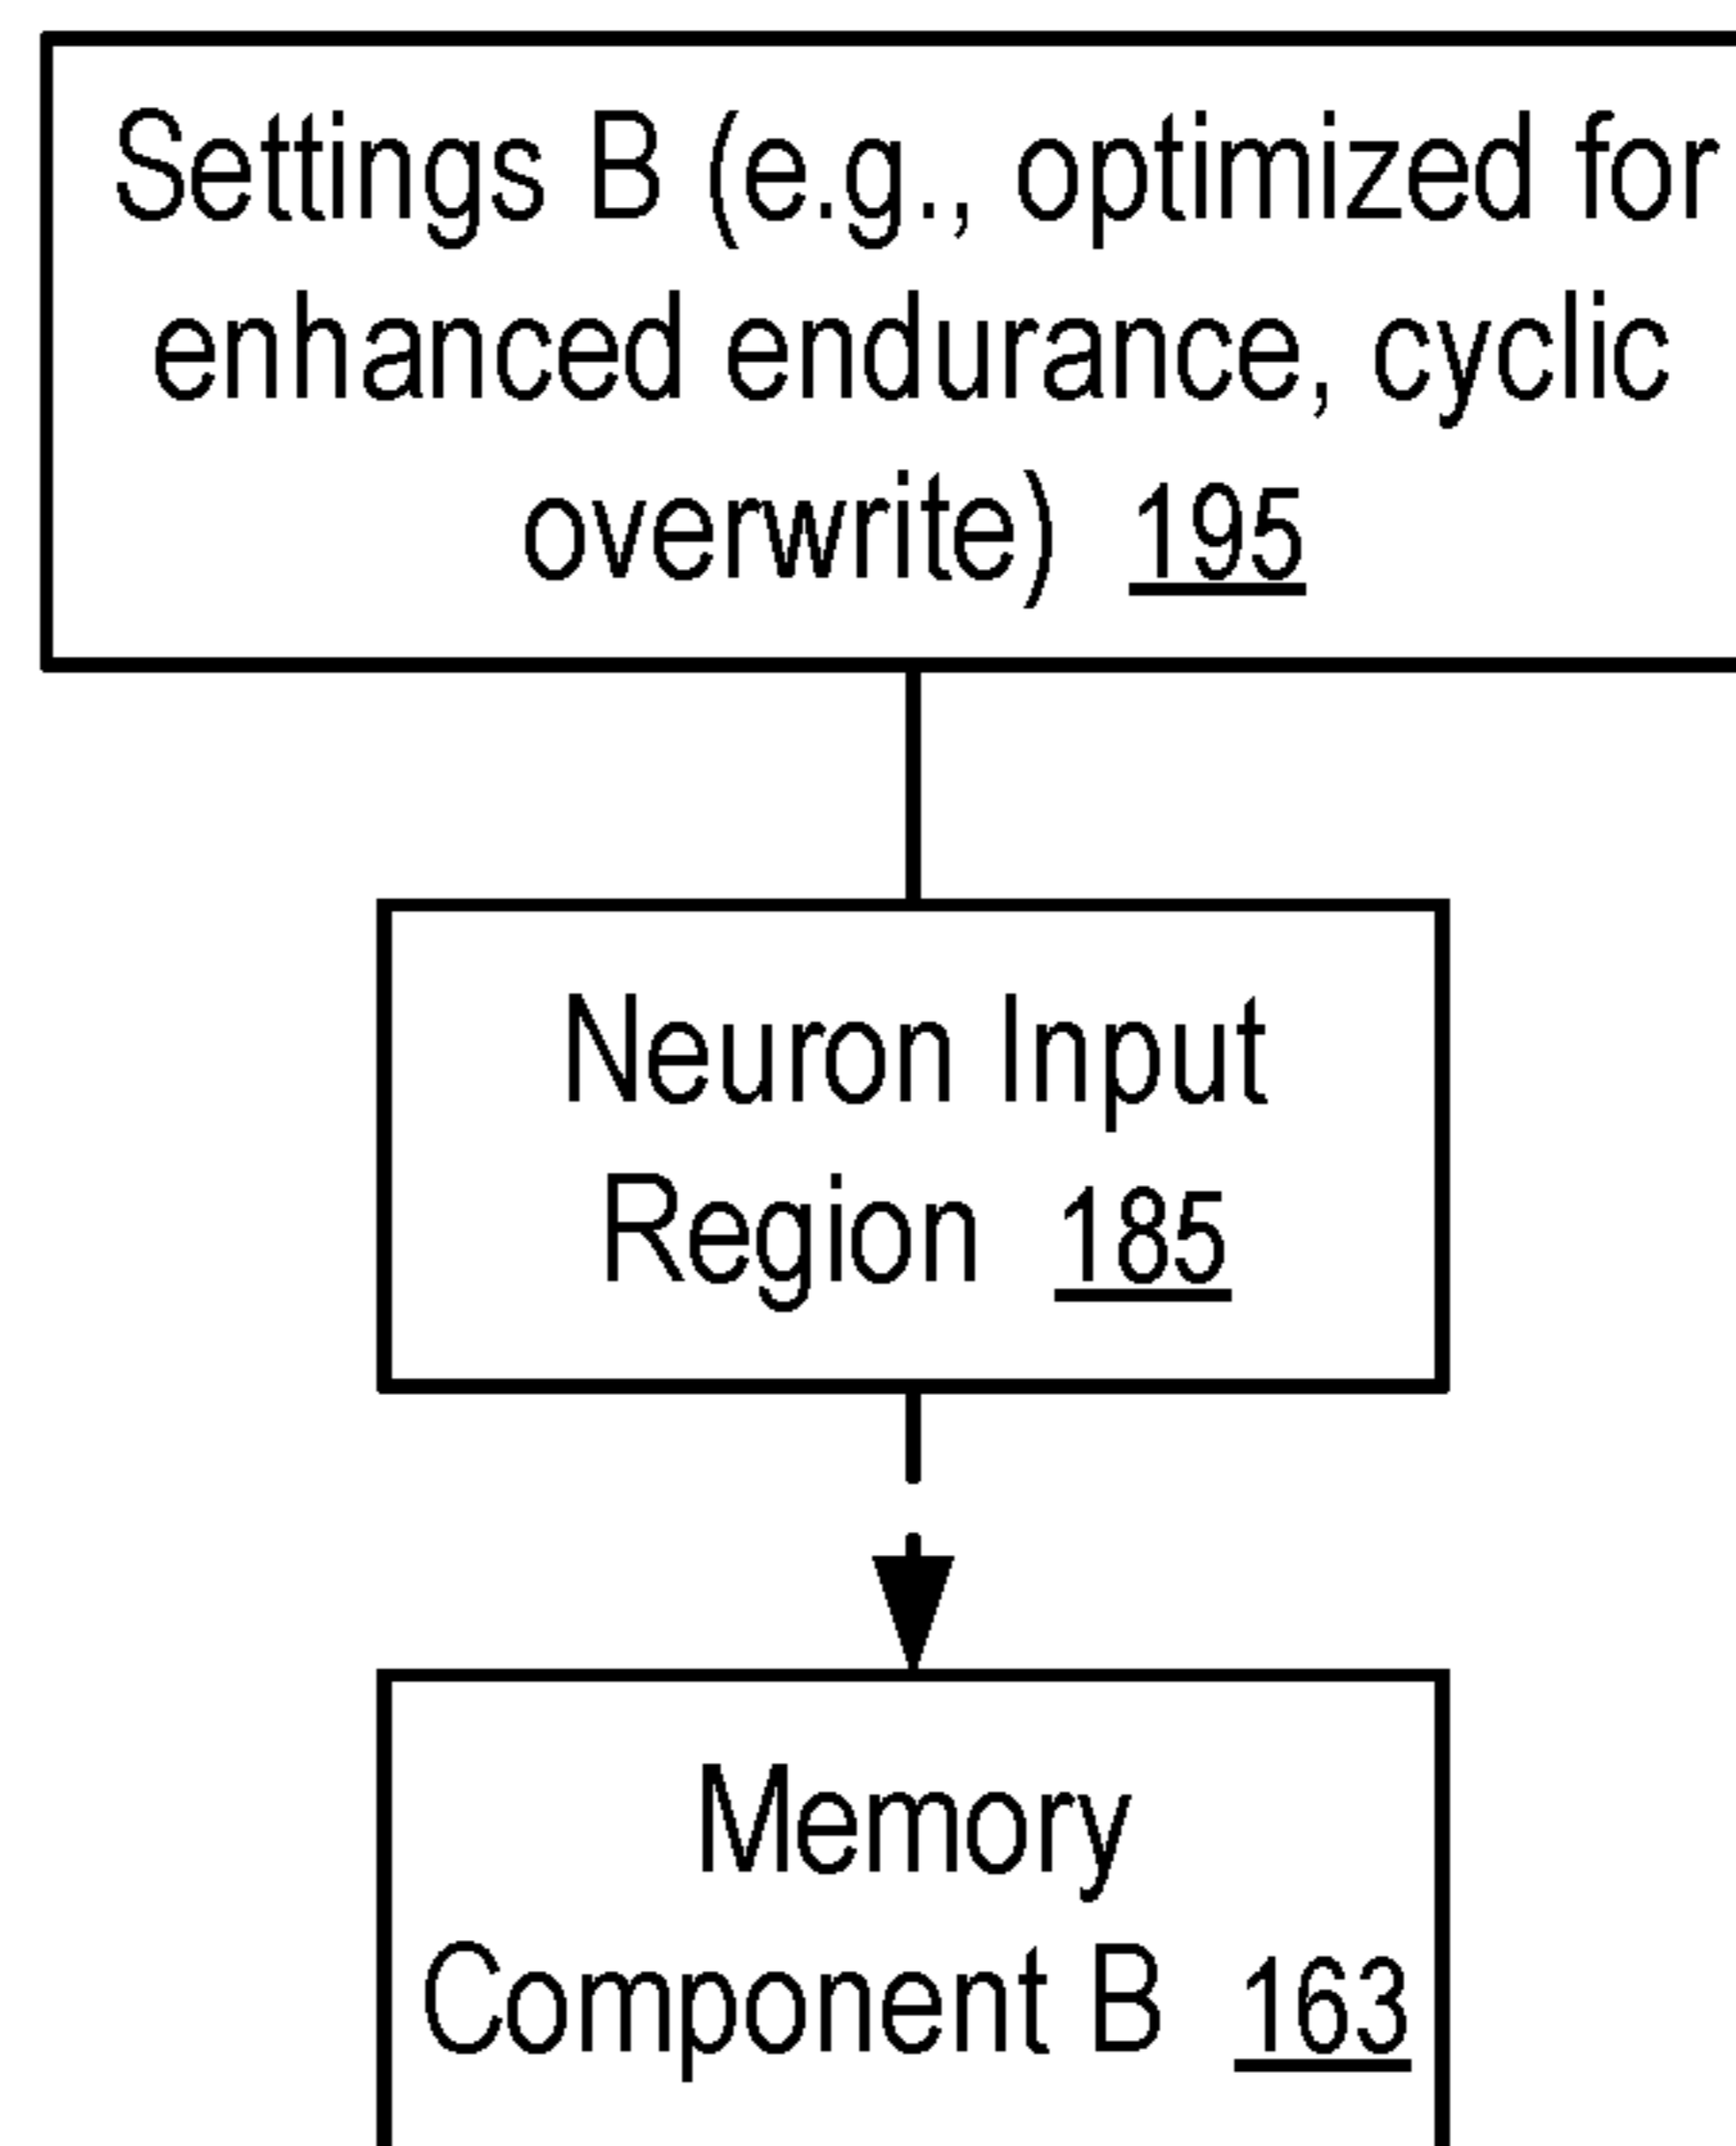 Settings B (e.g., optimized for
enhanced endurance, cyclic
overwrite) 195
Neuron Input
Region 185
Memory
Component B 163